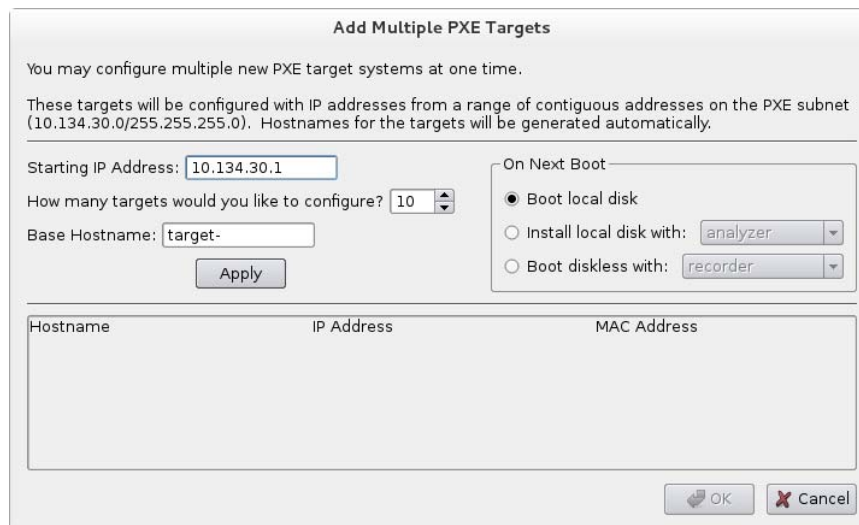 Add Multiple PXE Targets
You may configure multiple new PXE target systems at one time.
These targets will be configured with IP addresses from a range of contiguous addresses on the PXE subnet
(10.134.30.0/255.255.255.0). Hostnames for the targets will be generated automatically.
Starting IP Address: 10.134.30.1
How many targets would you like to configure? 10
Base Hostname: target-
Apply
On Next Boot
Boot local disk
Install local disk with: analyzer
Boot diskless with: recorder
Hostname IP Address MAC Address
OK Cancel